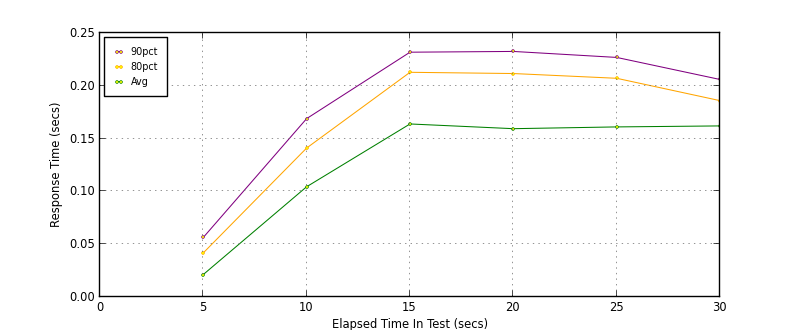 0.25
90pct
80pct
Avg
0.20
0.15
0.10
0.05
0.00
Response Time (secs)
0 5 10 15 20 25 30
Elapsed Time In Test (secs)